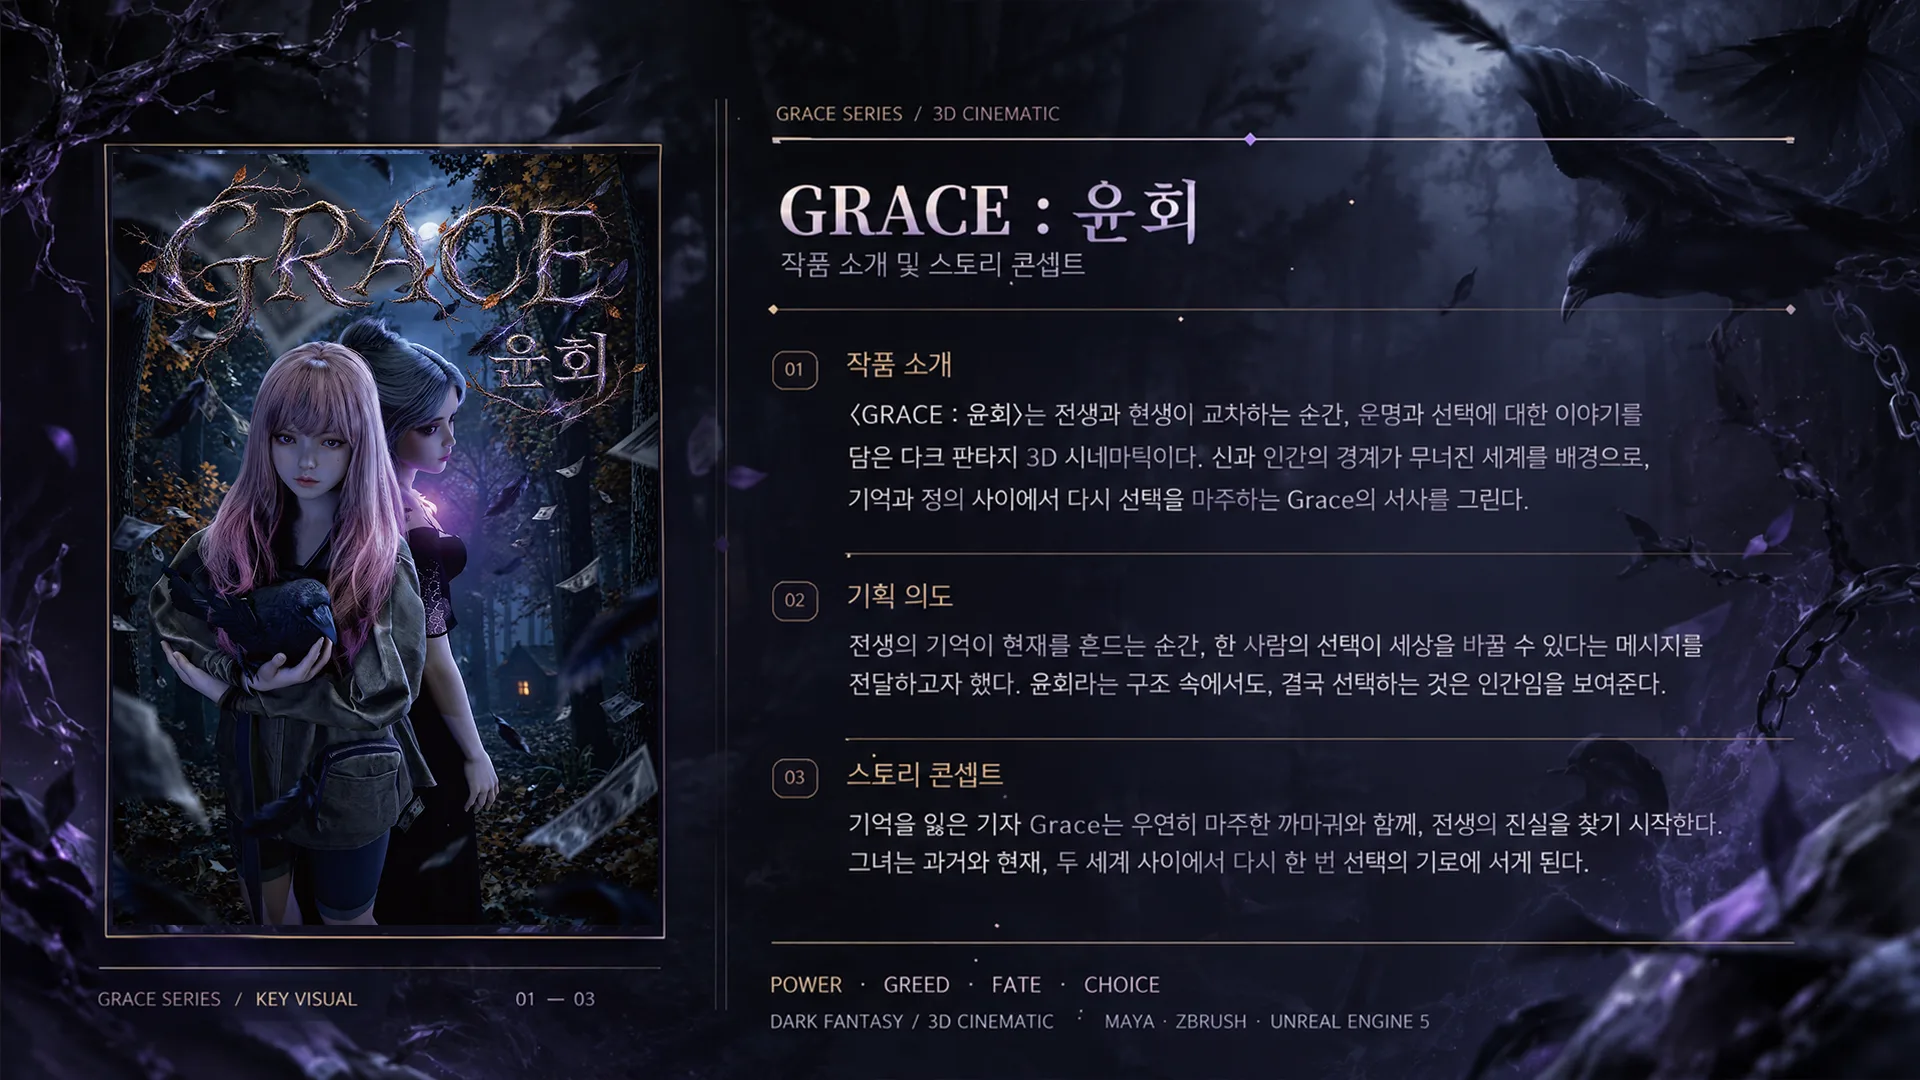 GRACE
윤회
GRACE SERIES / KEY VISUAL
01 — 03
GRACE SERIES / 3D CINEMATIC
GRACE : 윤회
작품 소개 및 스토리 콘셉트
01
작품 소개
〈GRACE : 윤회〉는 전생과 현생이 교차하는 순간, 운명과 선택에 대한 이야기를
담은 다크 판타지 3D 시네마틱이다. 신과 인간의 경계가 무너진 세계를 배경으로,
기억과 정의 사이에서 다시 선택을 마주하는 Grace의 서사를 그린다.
02
기획 의도
전생의 기억이 현재를 흔드는 순간, 한 사람의 선택이 세상을 바꿀 수 있다는 메시지를
전달하고자 했다. 윤회라는 구조 속에서도, 결국 선택하는 것은 인간임을 보여준다.
03
스토리 콘셉트
기억을 잃은 기자 Grace는 우연히 마주한 까마귀와 함께, 전생의 진실을 찾기 시작한다.
그녀는 과거와 현재, 두 세계 사이에서 다시 한 번 선택의 기로에 서게 된다.
POWER · GREED · FATE · CHOICE
DARK FANTASY / 3D CINEMATIC · MAYA · ZBRUSH · UNREAL ENGINE 5